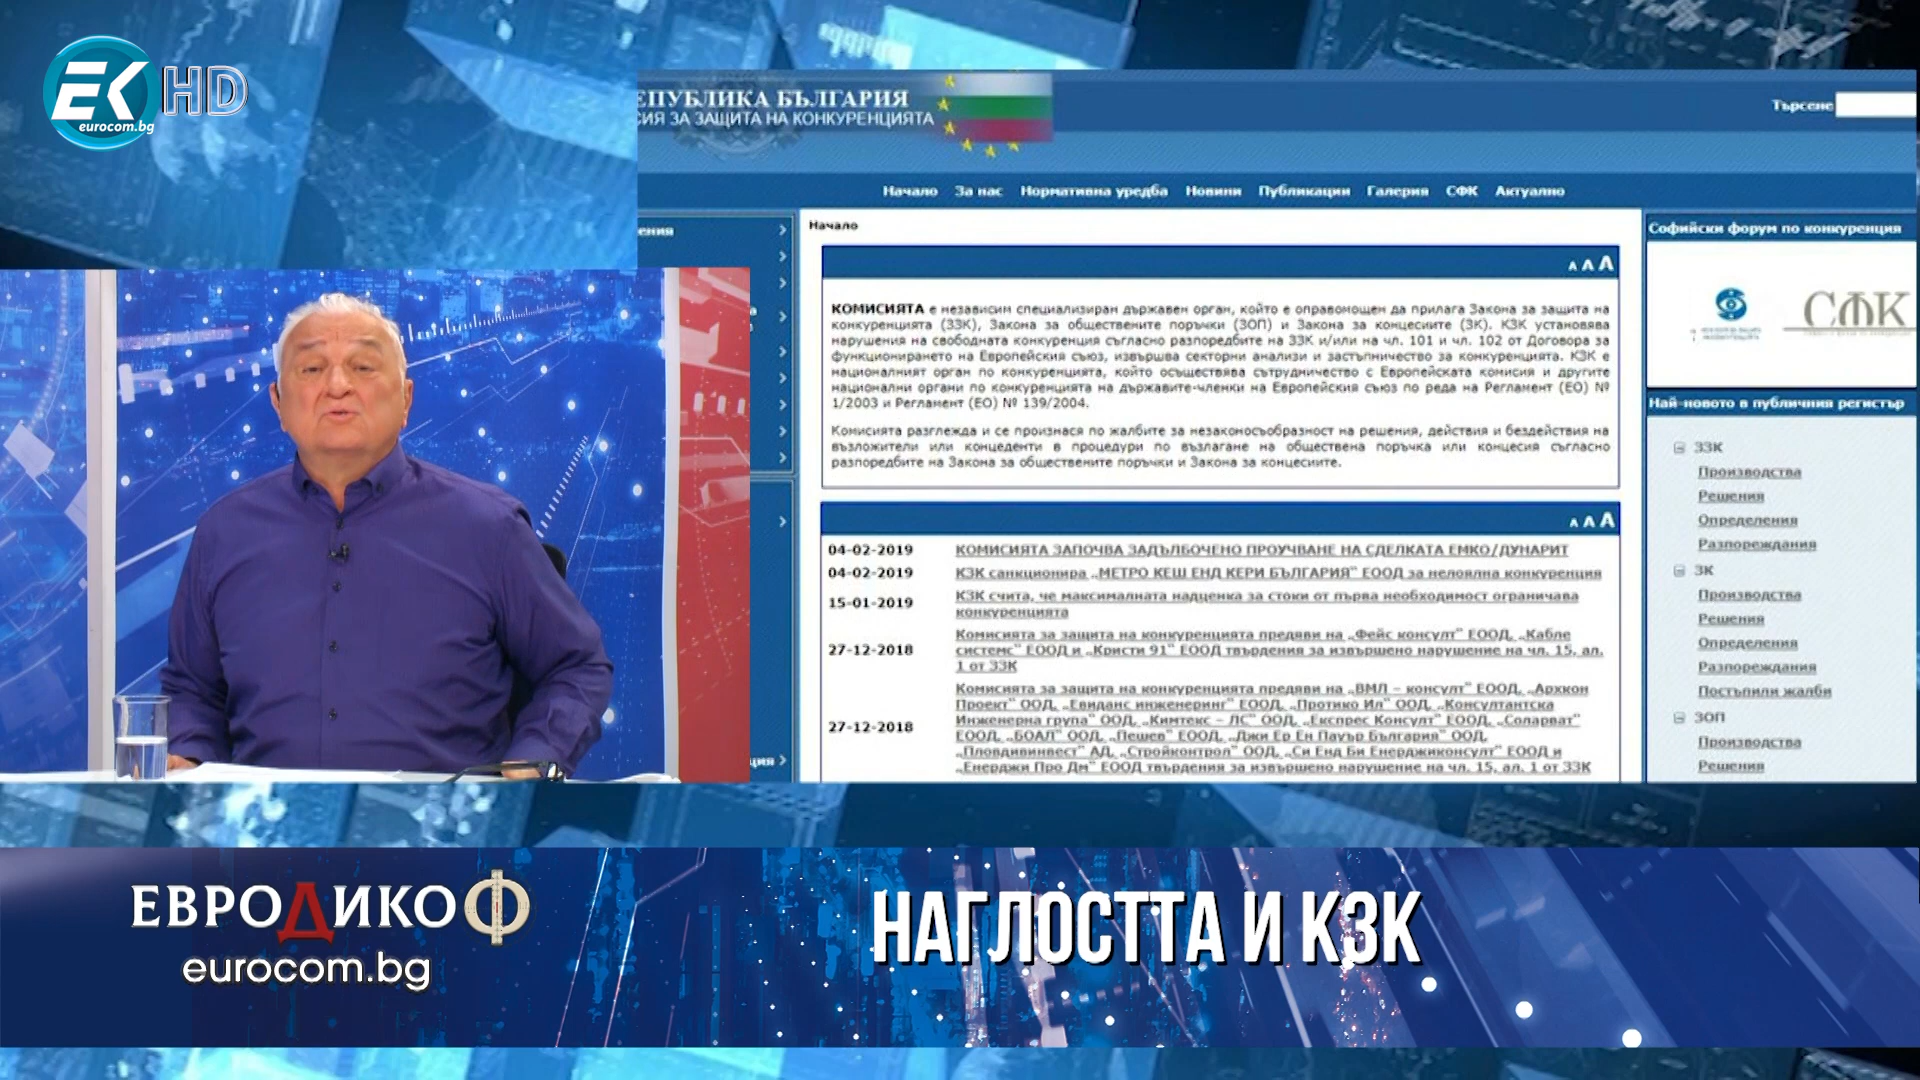 ЕК HD
eurocom.bg
ЕПУБЛИКА БЪЛГАРИЯ
ИЯ ЗА ЗАЩИТА НА КОНКУРЕНЦИЯТА
Търсене
Начало За нас Нормативна уредба Новини Публикации Галерия СФК Актуално
ения
Начало
А А А
КОМИСИЯТА е независим специализиран държавен орган, който е оправомощен да прилага Закона за защита на
конкуренцията (ЗЗК), Закона за обществените поръчки (ЗОП) и Закона за концесиите (ЗК). КЗК установява
нарушения на свободната конкуренция съгласно разпоредбите на ЗЗК и/или на чл. 101 и чл. 102 от Договора за
функционирането на Европейския съюз, извършва секторни анализи и застъпничество за конкуренцията. КЗК е
националният орган по конкуренцията, който осъществява сътрудничество с Европейската комисия и другите
национални органи по конкуренцията на държавите-членки на Европейския съюз по реда на Регламент (ЕО) №
1/2003 и Регламент (ЕО) № 139/2004.
Комисията разглежда и се произнася по жалбите за незаконосъобразност на решения, действия и бездействия на
възложители или концеденти в процедури по възлагане на обществена поръчка или концесия съгласно
разпоредбите на Закона за обществените поръчки и Закона за концесиите.
А А А
04-02-2019 КОМИСИЯТА ЗАПОЧВА ЗАДЪЛБОЧЕНО ПРОУЧВАНЕ НА СДЕЛКАТА ЕМКО/ДУНАРИТ
04-02-2019 КЗК санкционира „МЕТРО КЕШ ЕНД КЕРИ БЪЛГАРИЯ" ЕООД за нелоялна конкуренция
15-01-2019 КЗК счита, че максималната надценка за стоки от първа необходимост ограничава
конкуренцията
27-12-2018 Комисията за защита на конкуренцията предяви на „Фейс консулт" ЕООД, „Кабле
системс" ЕООД и „Кристи 91" ЕООД твърдения за извършено нарушение на чл. 15, ал.
1 от ЗЗК
27-12-2018 Комисията за защита на конкуренцията предяви на „ВМЛ – консулт" ЕООД, „Архкон
Проект" ООД, „Евиданс инженеринг" ЕООД, „Протико Ил" ООД, „Консултантска
Инженерна група" ООД, „Кимтекс – ЛС" ООД, „Експрес Консулт" ЕООД, „Соларват"
ЕООД, „БОАЛ" ООД, „Пешев" ЕООД, „Джи Ер Ен Пауър България" ООД,
„Пловдивинвест" АД, „Стройконтрол" ООД, „Си Енд Би Енерджиконсулт" ЕООД и
„Енерджи Про Дм" ЕООД твърдения за извършено нарушение на чл. 15, ал. 1 от ЗЗК
ция
Софийски форум по конкуренция
СФК
Най-новото в публичния регистър
ЗЗК
Производства
Решения
Определения
Разпореждания
ЗК
Производства
Решения
Определения
Разпореждания
Постъпили жалби
ЗОП
Производства
Решения
ЕВРОДИКОФ
eurocom.bg
НАГЛОСТТА И КЗК